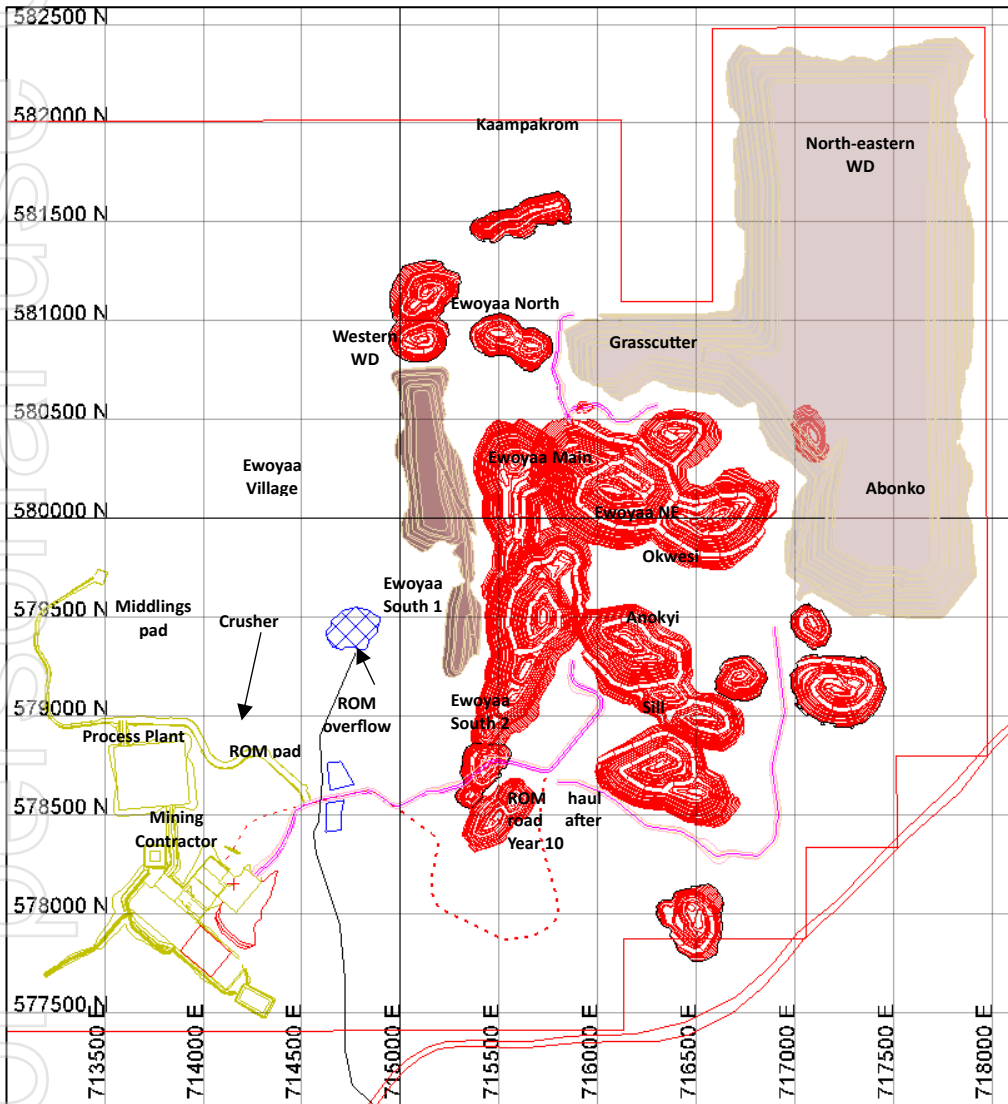 582500 N
582000 N
Kaampakrom
North-eastern
WD
581500 N
581000 N
Ewoyaa North
Western
WD
Grasscutter
580500 N
Ewoyaa Main
Ewoyaa
Village
Abonko
580000 N
Ewoyaa NE
Okwesi
579500 N
Middlings
pad
Crusher
Ewoyaa
South 1
Anokyi
ROM
overflow
579000 N
Process Plant
ROM pad
Ewoyaa
South 2
Sill
578500 N
Mining
Contractor
ROM haul
road after
Year 10
578000 N
577500 N
713500 E
714000 E
714500 E
715000 E
715500 E
716000 E
716500 E
717000 E
717500 E
718000 E